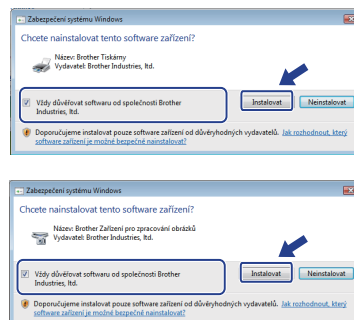 Zabezpečení systému Windows
Chcete nainstalovat tento software zařízení?
Název: Brother Tiskárny
Vydavatel: Brother Industries, ltd.
Vždy důvěřovat softwaru od společnosti Brother
Industries, ltd.
Instalovat
Neinstalovat
Doporučujeme instalovat pouze software zařízení od důvěryhodných vydavatelů. Jak rozhodnout, který
software zařízení je možné bezpečně nainstalovat?
Zabezpečení systému Windows
Chcete nainstalovat tento software zařízení?
Název: Brother Zařízení pro zpracování obrázků
Vydavatel: Brother Industries, ltd.
Vždy důvěřovat softwaru od společnosti Brother
Industries, ltd.
Instalovat
Neinstalovat
Doporučujeme instalovat pouze software zařízení od důvěryhodných vydavatelů. Jak rozhodnout, který
software zařízení je možné bezpečně nainstalovat?